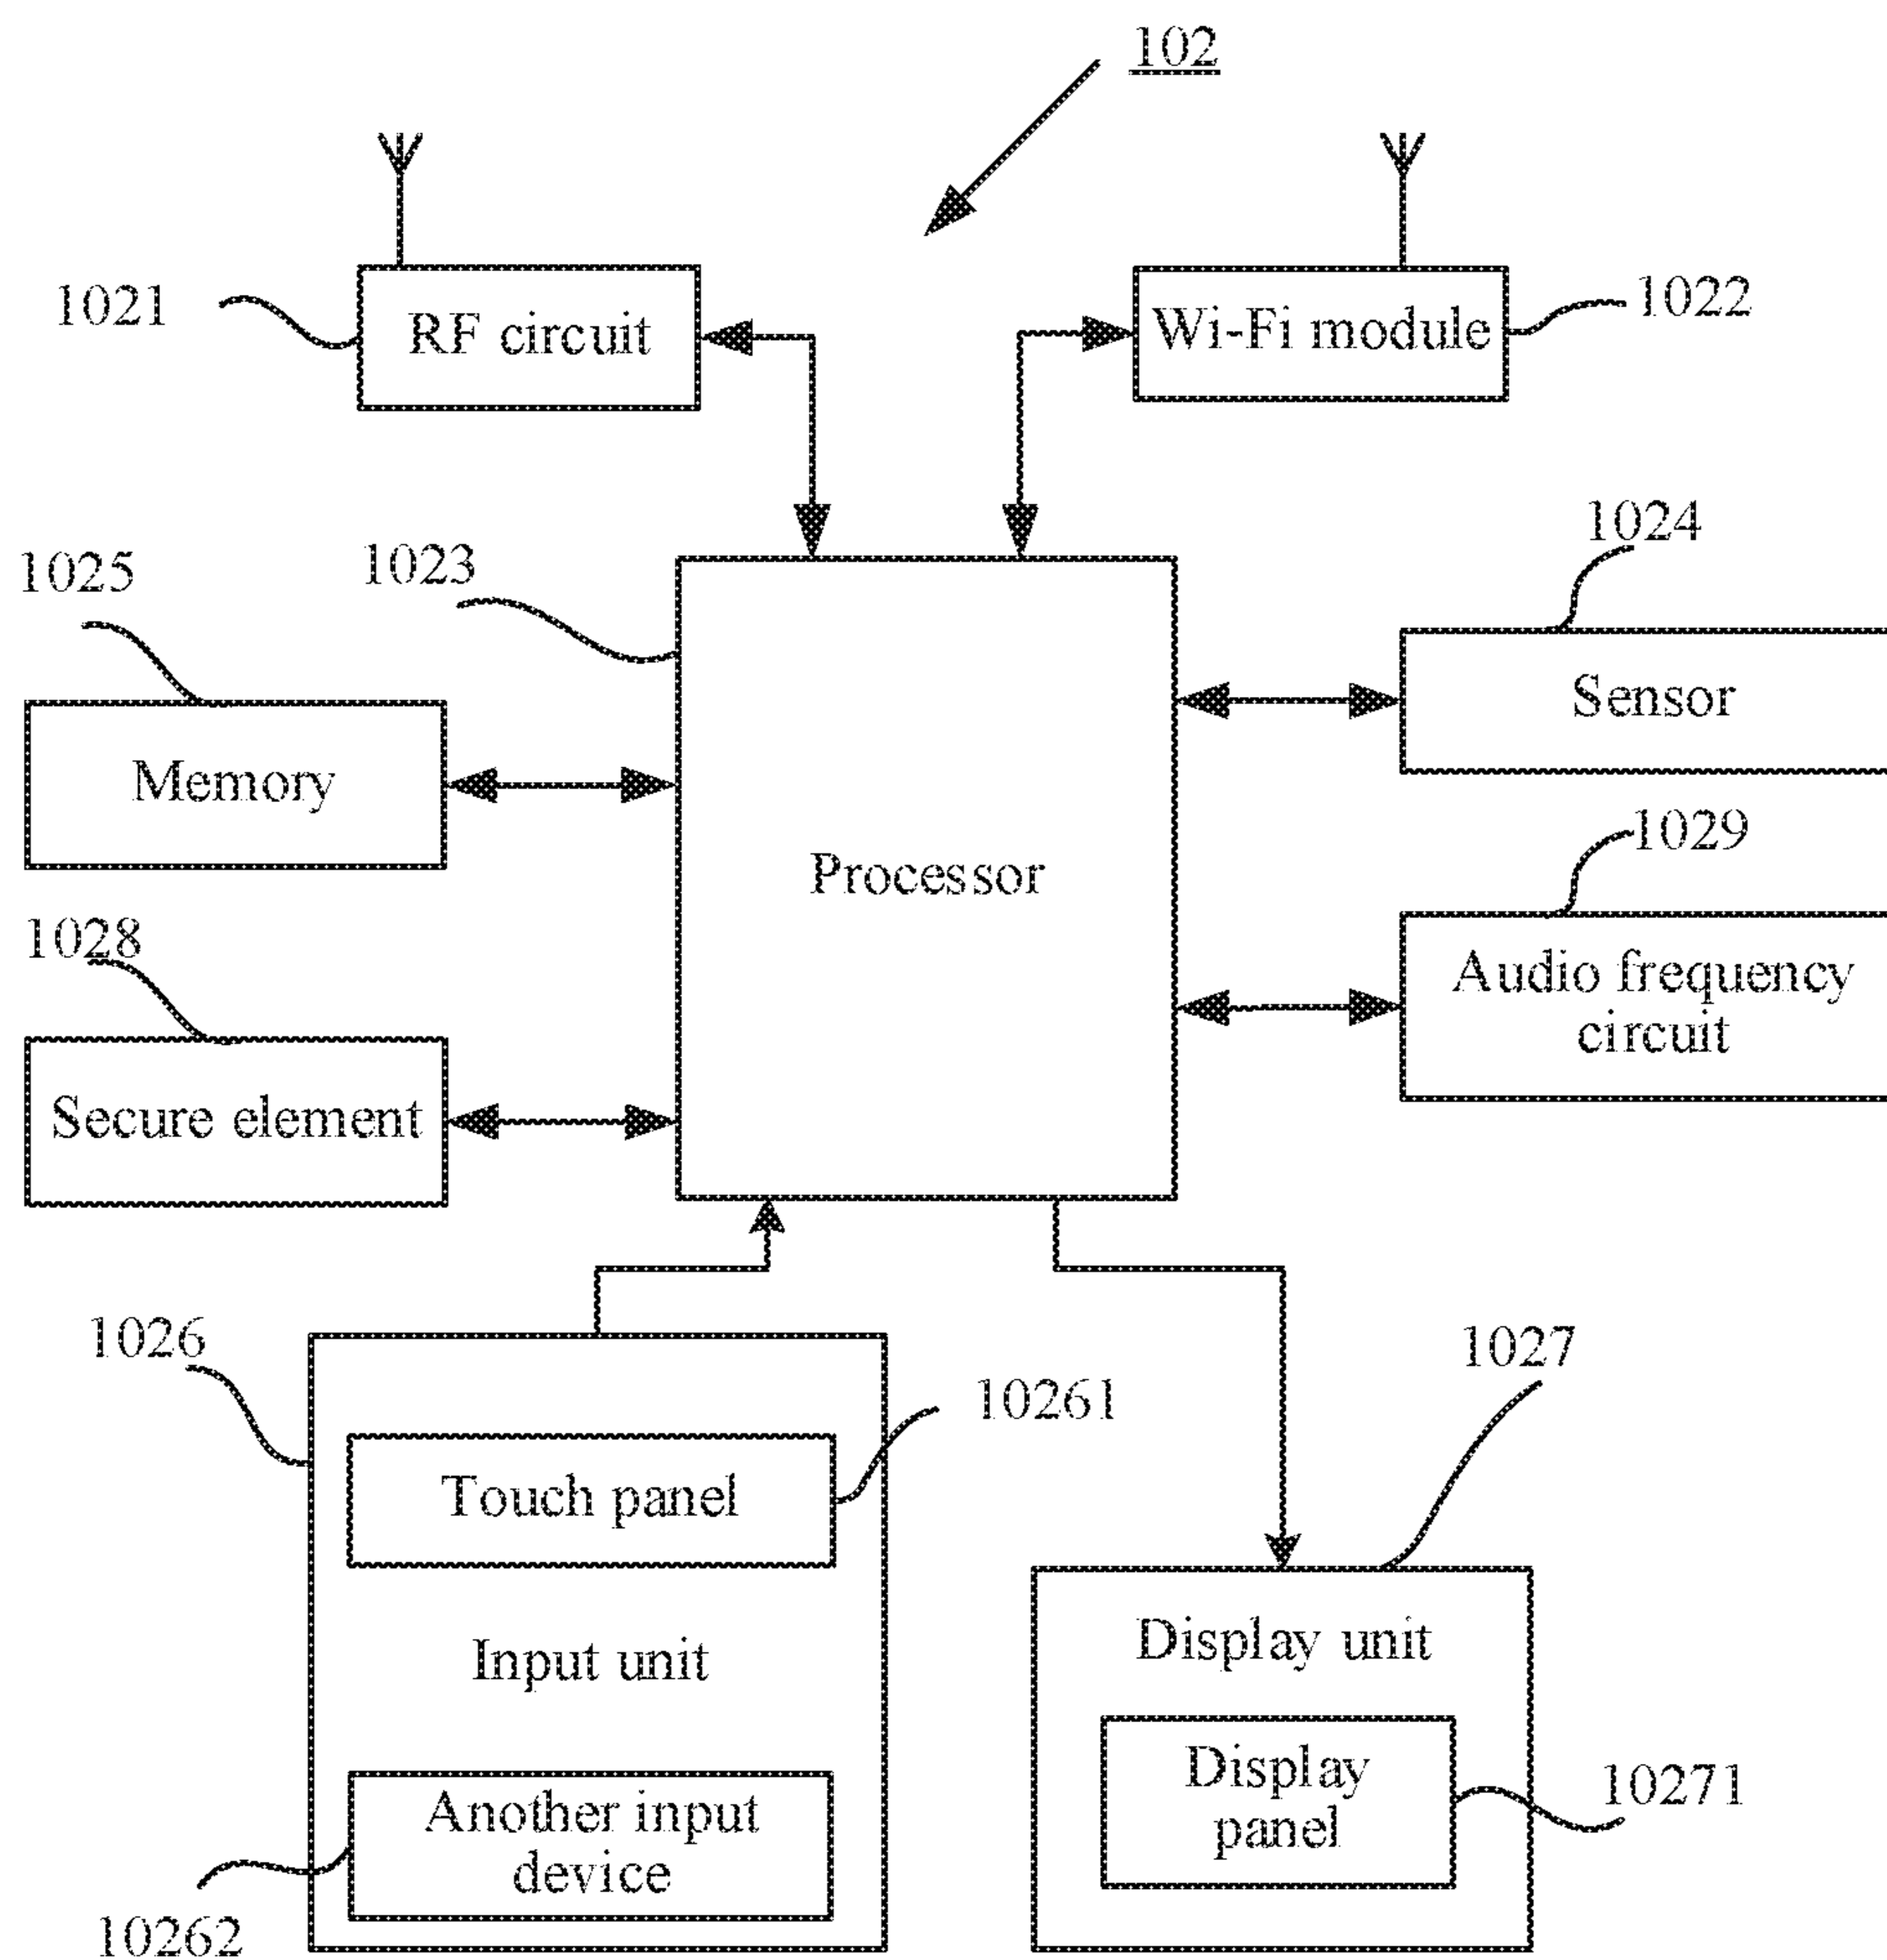 102
1021
RF circuit
Wi-Fi module
1022
1024
1025
1023
Sensor
Memory
1029
Processor
1028
Audio frequency
circuit
Secure element
1026
1027
10261
Touch panel
Input unit
Display unit
Display
panel
10271
Another input
device
10262